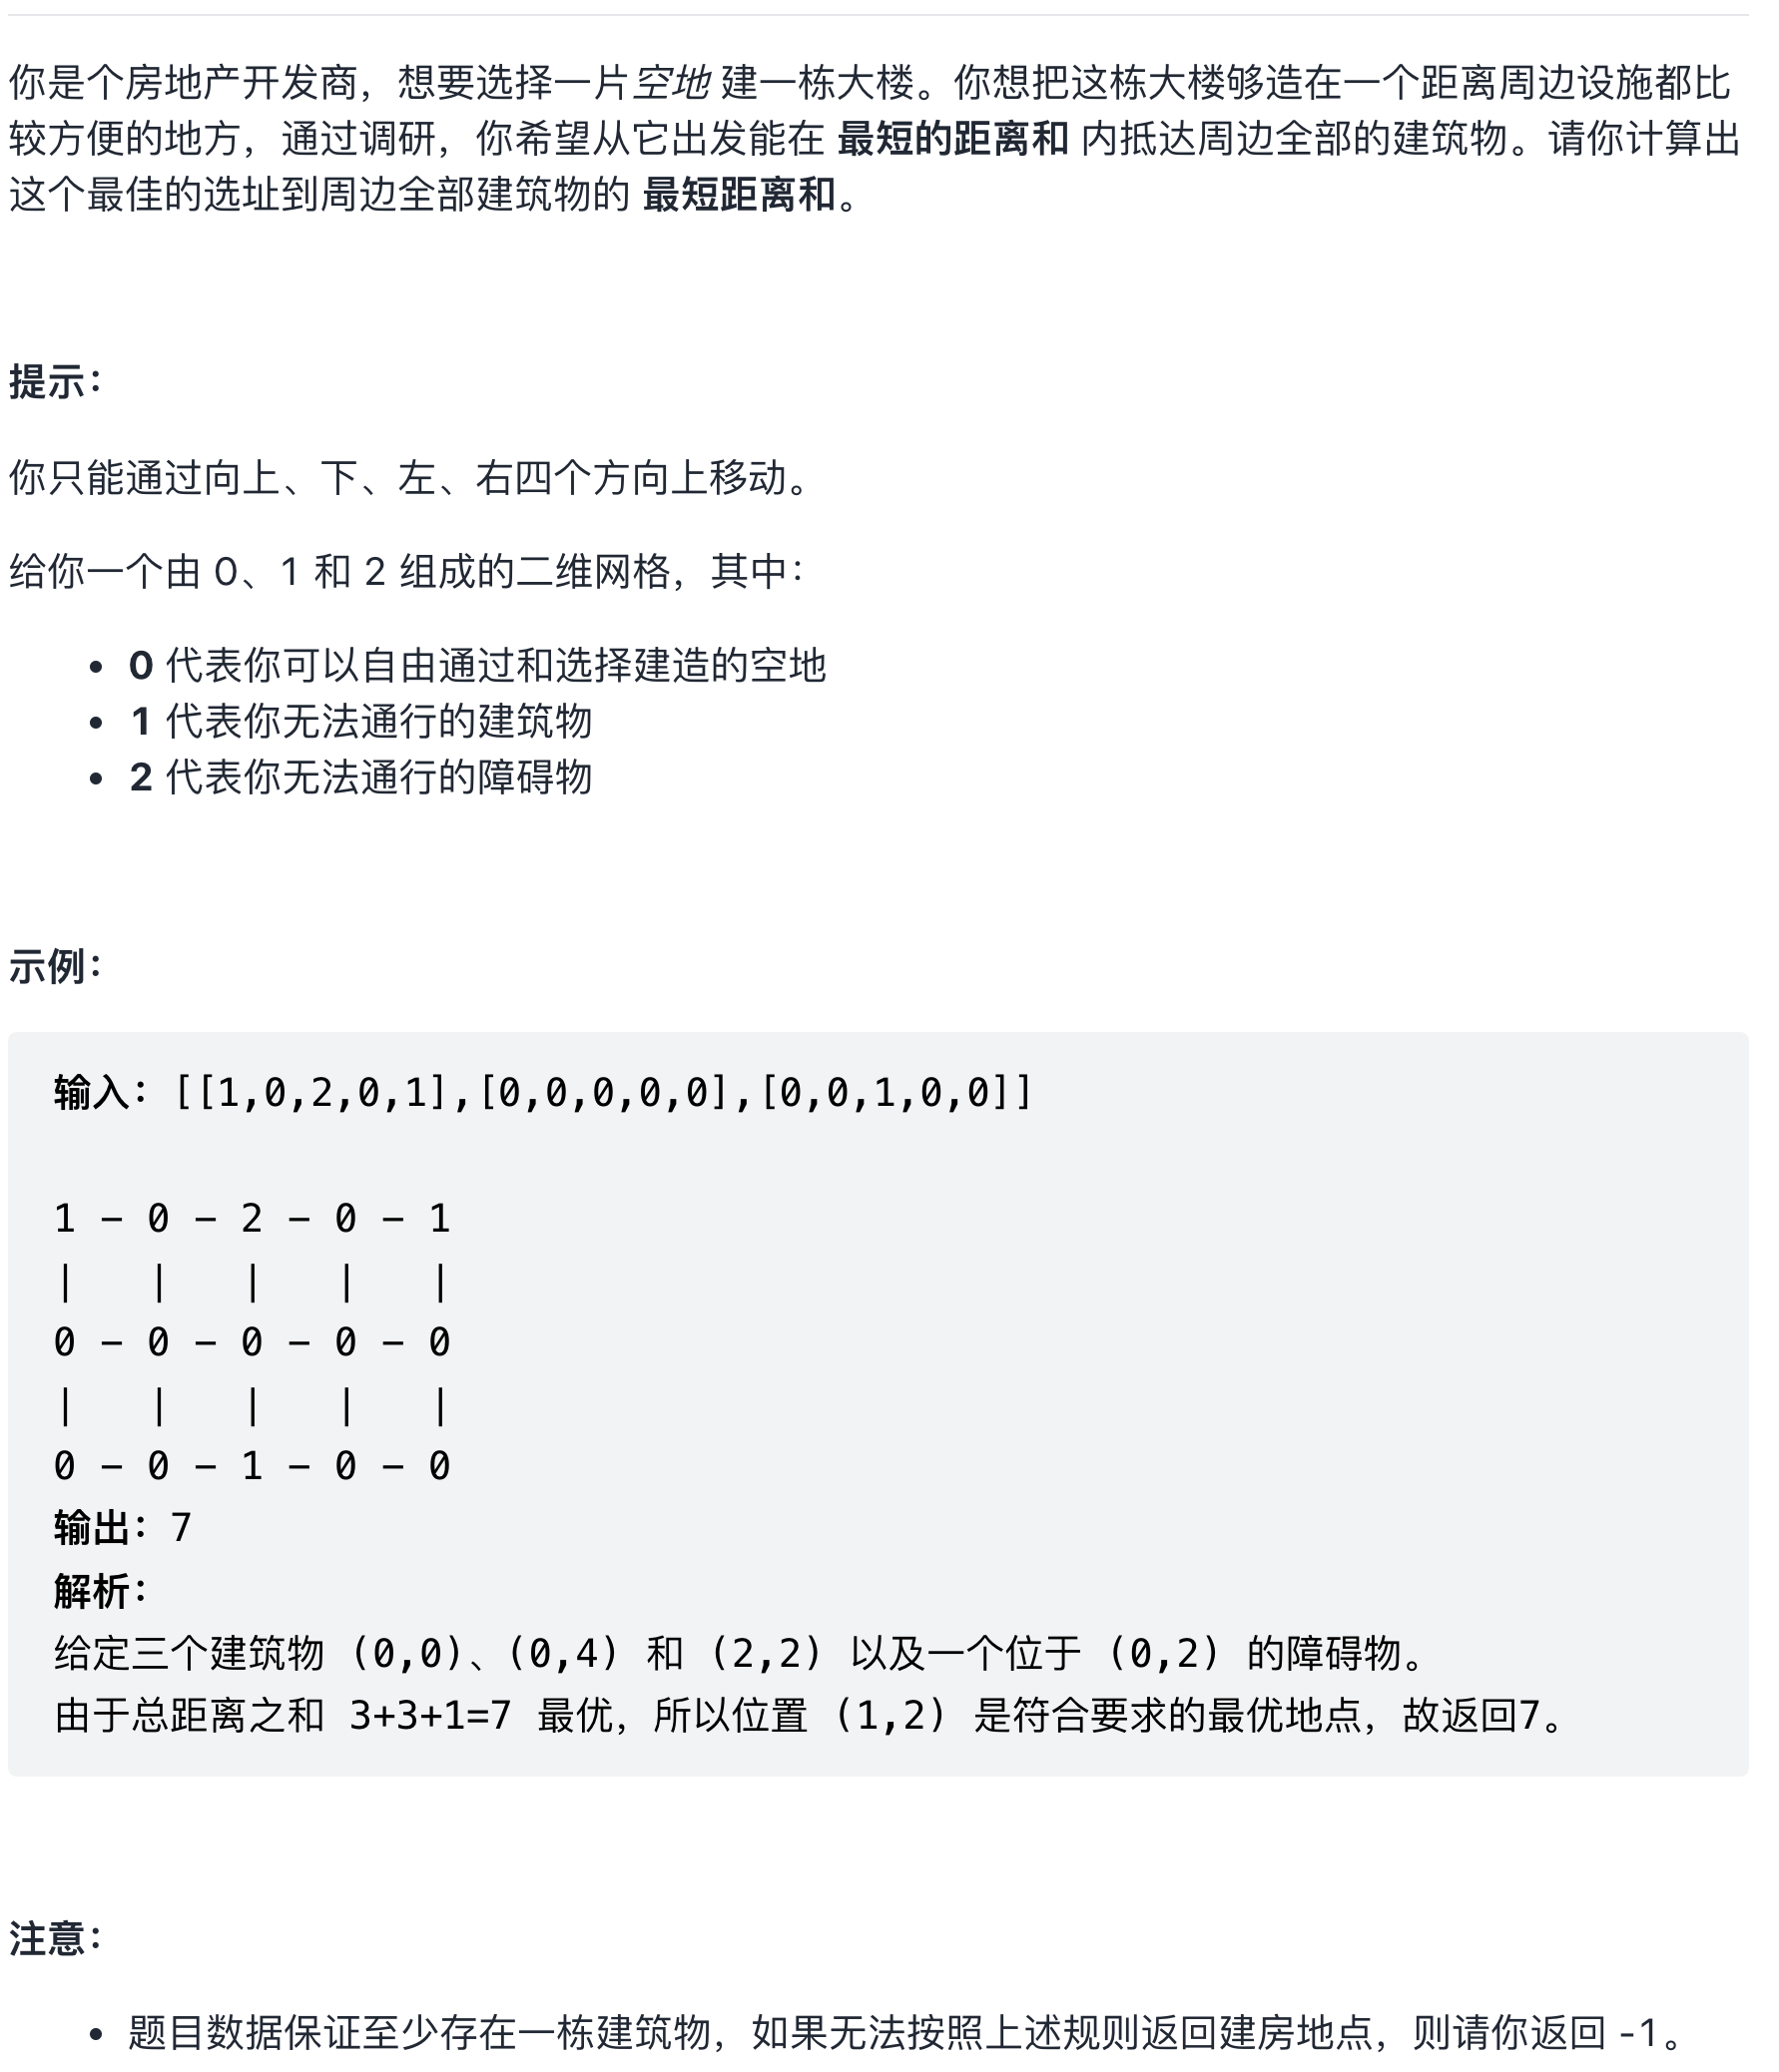 你是个房地产开发商，想要选择一片空地 建一栋大楼。你想把这栋大楼够造在一个距离周边设施都比
较方便的地方，通过调研，你希望从它出发能在 最短的距离和 内抵达周边全部的建筑物。请你计算出
这个最佳的选址到周边全部建筑物的 最短距离和。
提示：
你只能通过向上、下、左、右四个方向上移动。
给你一个由 0、1 和 2 组成的二维网格，其中：
• 0 代表你可以自由通过和选择建造的空地
• 1 代表你无法通行的建筑物
• 2 代表你无法通行的障碍物
示例：
输入：[[1,0,2,0,1],[0,0,0,0,0],[0,0,1,0,0]]
1 - 0 - 2 - 0 - 1
|   |   |   |   |
0 - 0 - 0 - 0 - 0
|   |   |   |   |
0 - 0 - 1 - 0 - 0
输出：7
解析：
给定三个建筑物 (0,0)、(0,4) 和 (2,2) 以及一个位于 (0,2) 的障碍物。
由于总距离之和 3+3+1=7 最优，所以位置 (1,2) 是符合要求的最优地点，故返回7。
注意：
• 题目数据保证至少存在一栋建筑物，如果无法按照上述规则返回建房地点，则请你返回 -1。